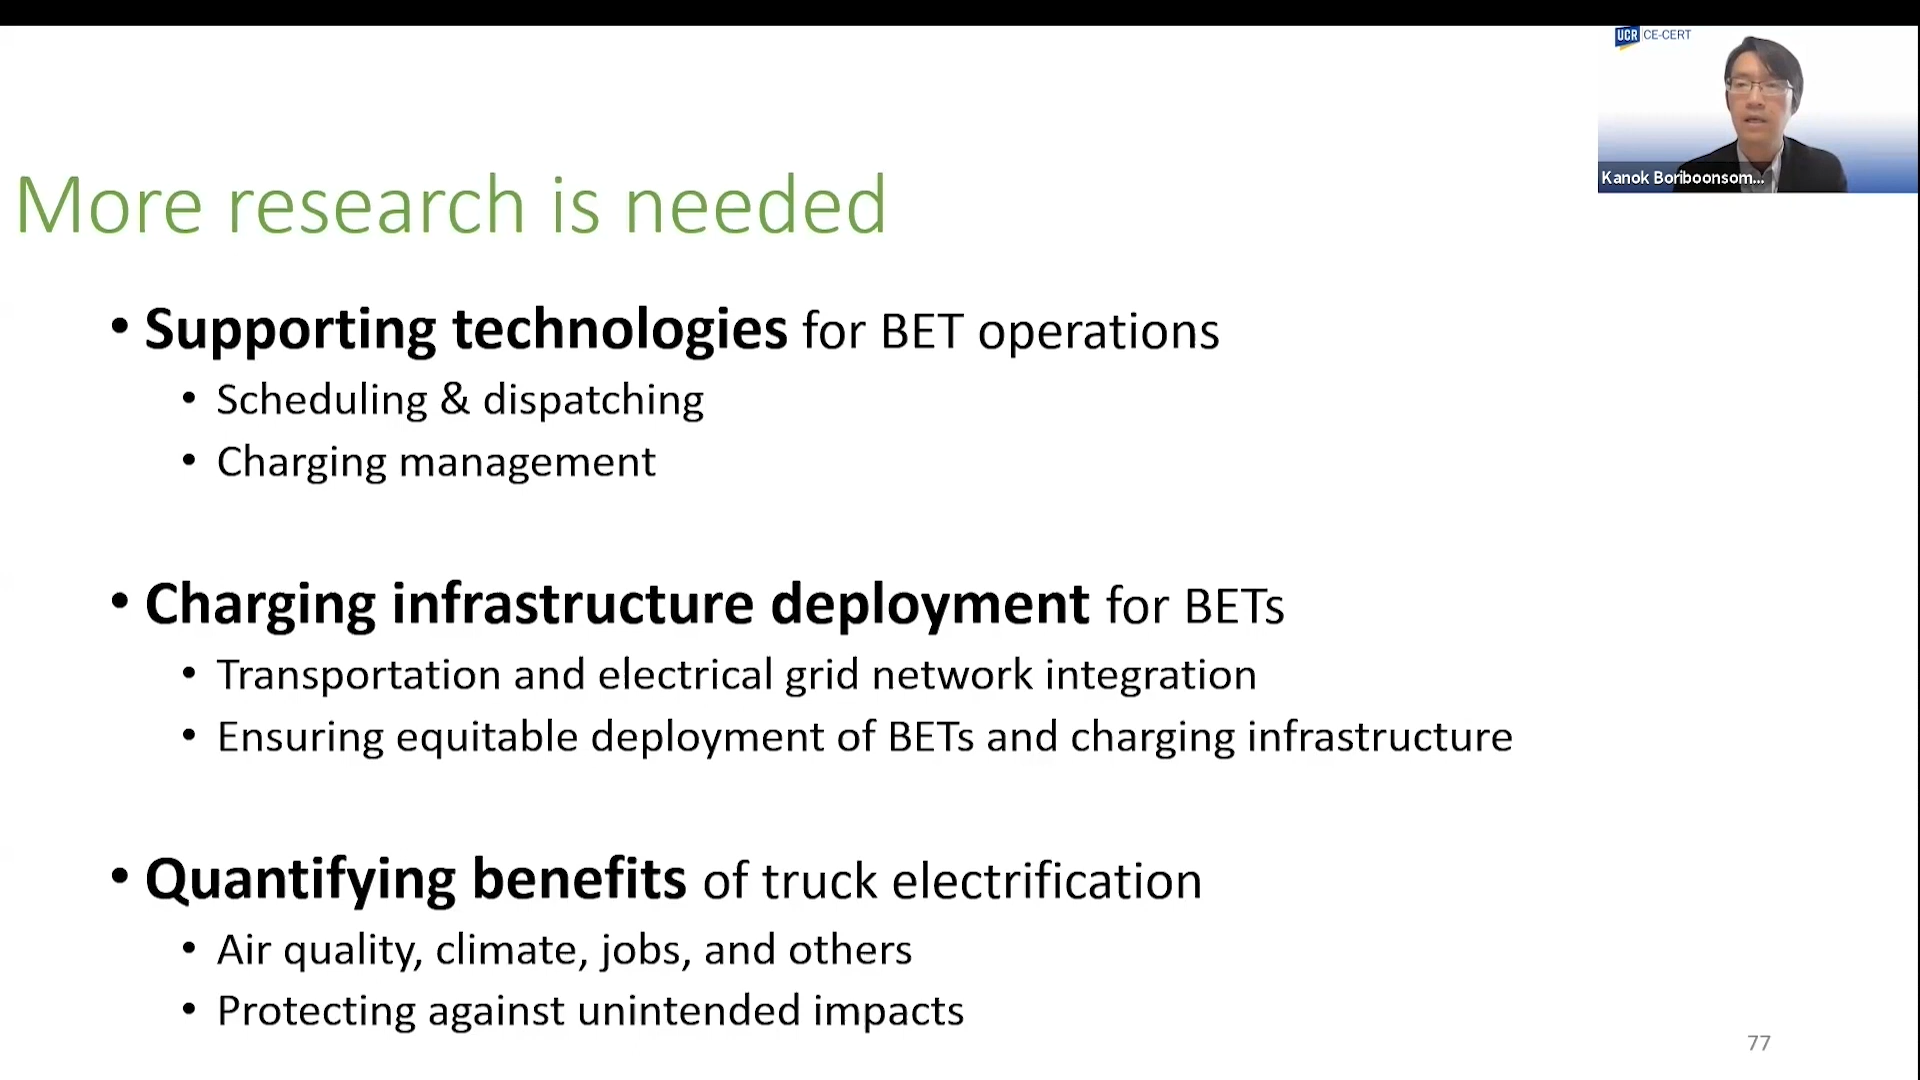 UCR CE-CERT
Kanok Boriboonsom...
More research is needed
• Supporting technologies for BET operations
• Scheduling & dispatching
• Charging management
• Charging infrastructure deployment for BETs
• Transportation and electrical grid network integration
• Ensuring equitable deployment of BETs and charging infrastructure
• Quantifying benefits of truck electrification
• Air quality, climate, jobs, and others
• Protecting against unintended impacts
77